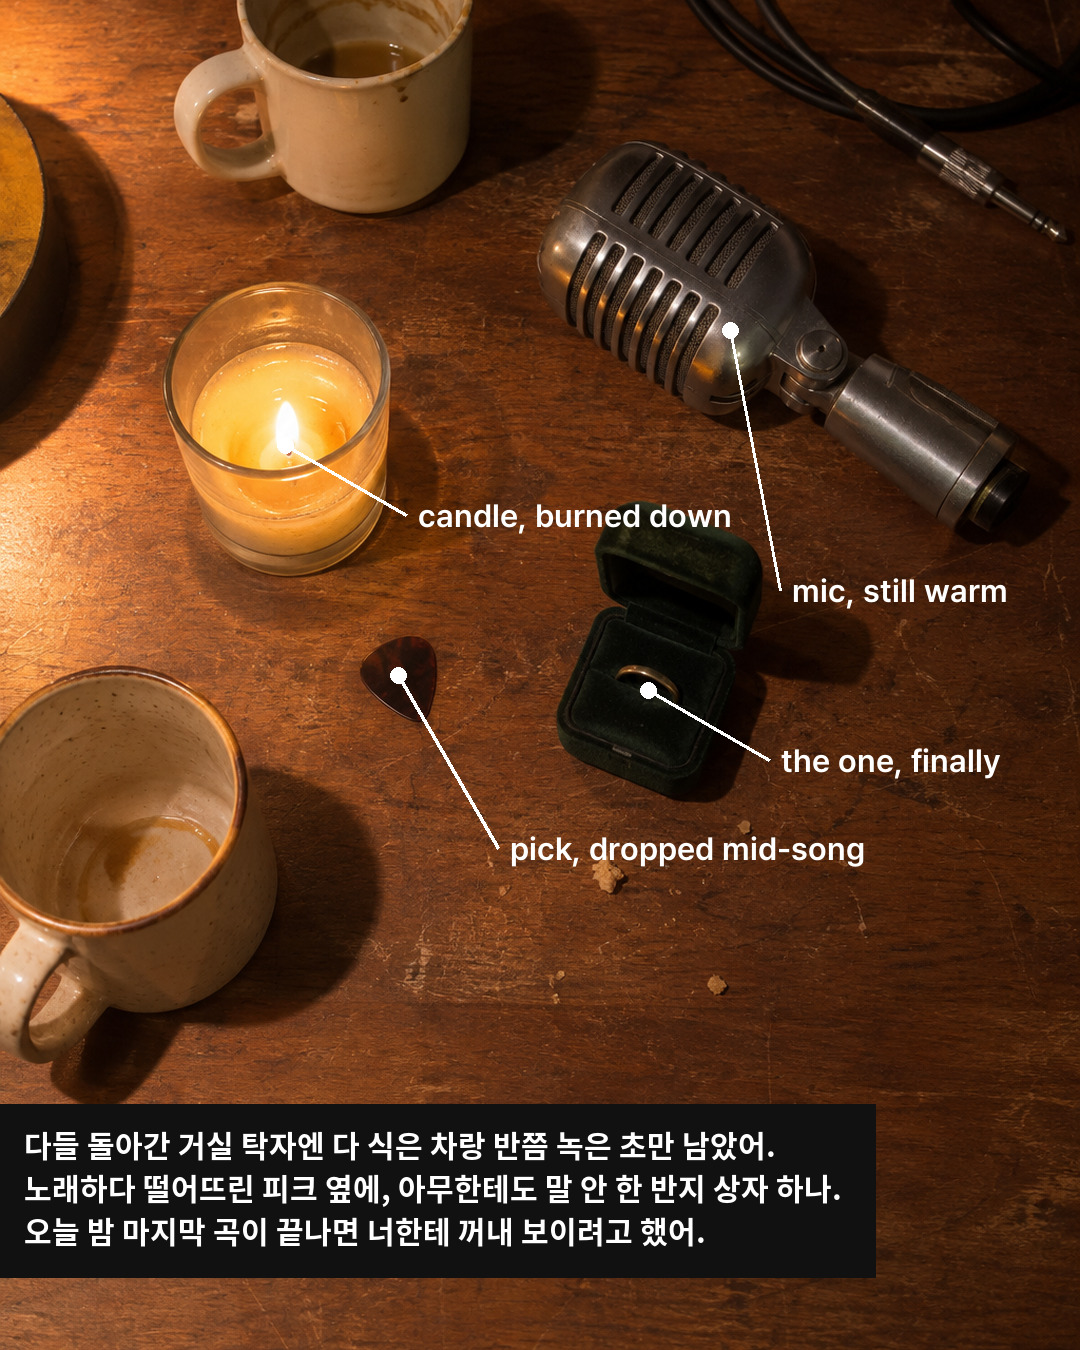 candle, burned down
mic, still warm
the one, finally
pick, dropped mid-song
다들 돌아간 거실 탁자엔 다 식은 차랑 반쯤 녹은 초만 남았어.
노래하다 떨어뜨린 피크 옆에, 아무한테도 말 안 한 반지 상자 하나.
오늘 밤 마지막 곡이 끝나면 너한테 꺼내 보이려고 했어.